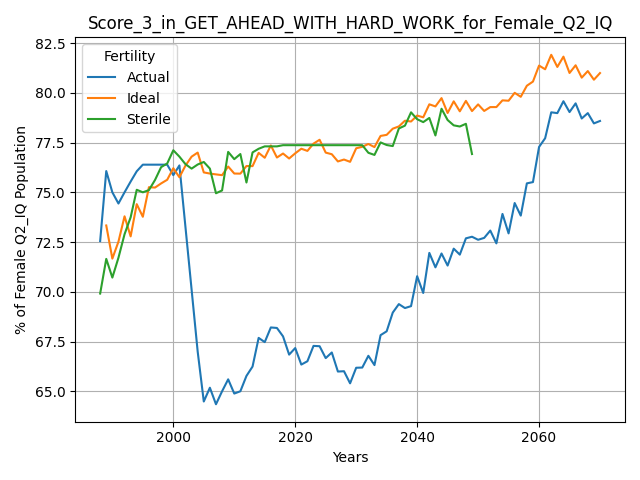 Score_3_in_GET_AHEAD_WITH_HARD_WORK_for_Female_Q2_IQ
Fertility
Actual
Ideal
Sterile
% of Female Q2_IQ Population
82.5
80.0
77.5
75.0
72.5
70.0
67.5
65.0
2000
2020
2040
2060
Years